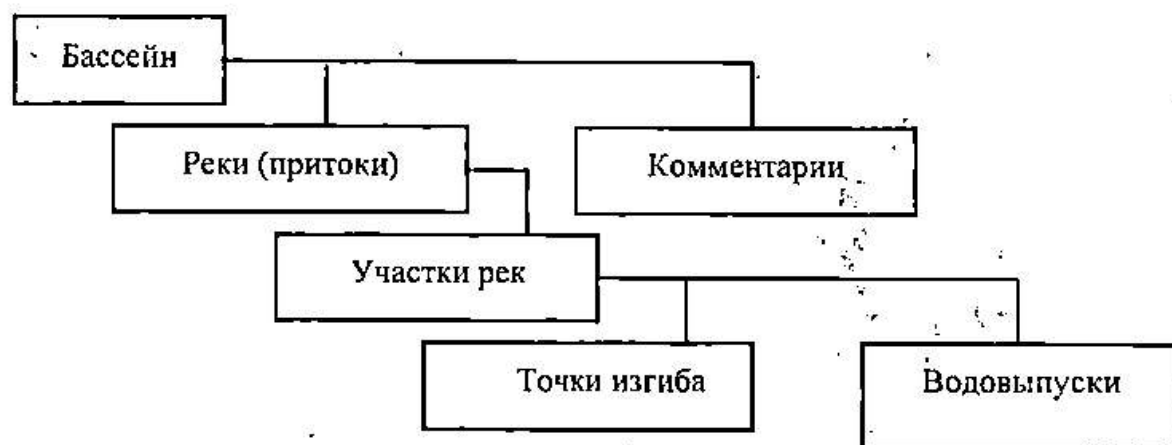 Бассейн
Реки (притоки)
Комментарии
Участки рек
Точки изгиба
Водовыпуски